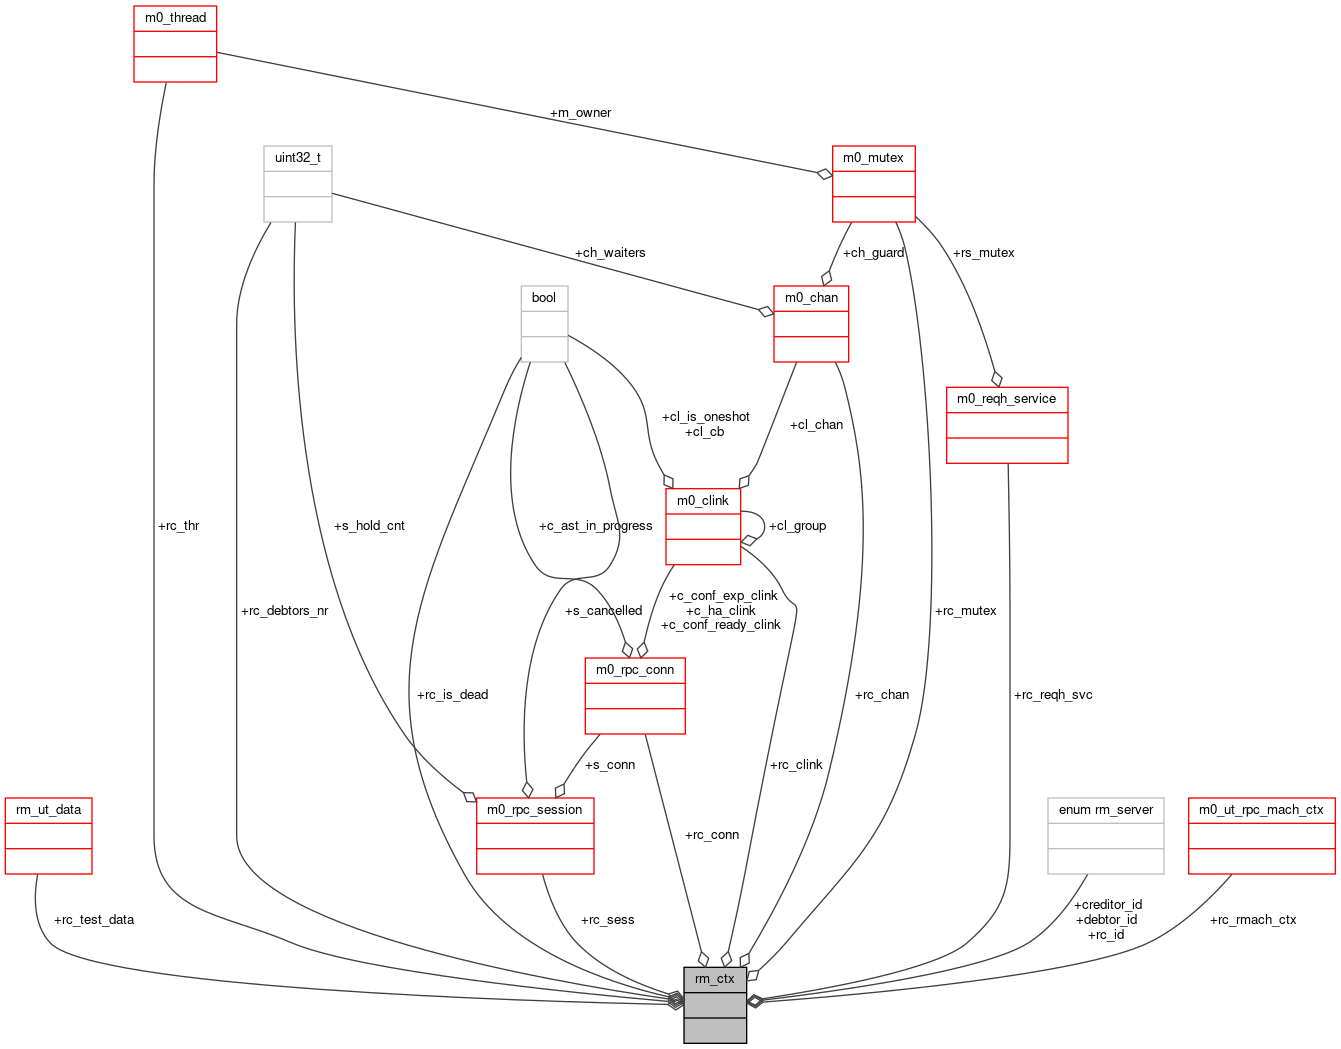 m0_thread
+m_owner
uint32_t
m0_mutex
+ch_waiters
+ch_guard
+rs_mutex
bool
m0_chan
m0_reqh_service
+cl_is_oneshot
+cl_cb
+cl_chan
m0_clink
+rc_thr
+s_hold_cnt
+c_ast_in_progress
+cl_group
+rc_debtors_nr
+s_cancelled
+c_conf_exp_clink
+c_ha_clink
+c_conf_ready_clink
+rc_mutex
m0_rpc_conn
+rc_is_dead
+rc_chan
+rc_reqh_svc
+s_conn
+rc_clink
rm_ut_data
m0_rpc_session
enum rm_server
m0_ut_rpc_mach_ctx
+rc_conn
+rc_test_data
+rc_sess
+creditor_id
+debtor_id
+rc_id
+rc_rmach_ctx
rm_ctx